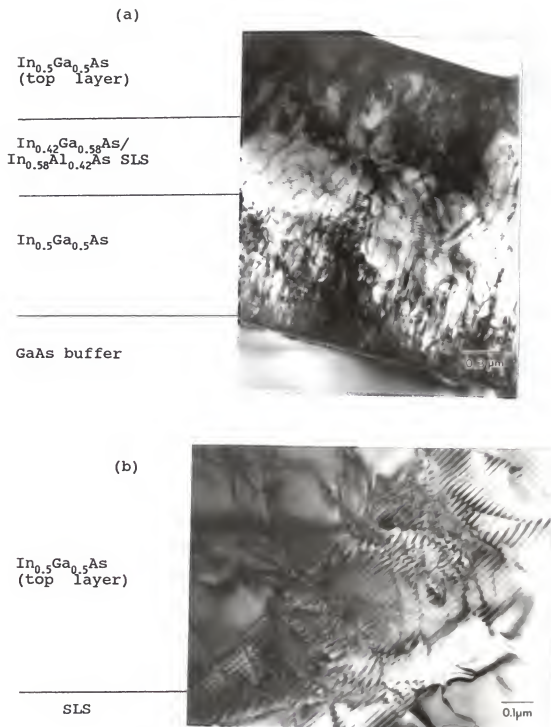 (a)
In0.5Ga0.5As
(top layer)
In0.42Ga0.58As/
In0.58Al0.42As SLS
In0.5Ga0.5As
GaAs buffer
(b)
In0.5Ga0.5As
(top layer)
SLS
0.1μm